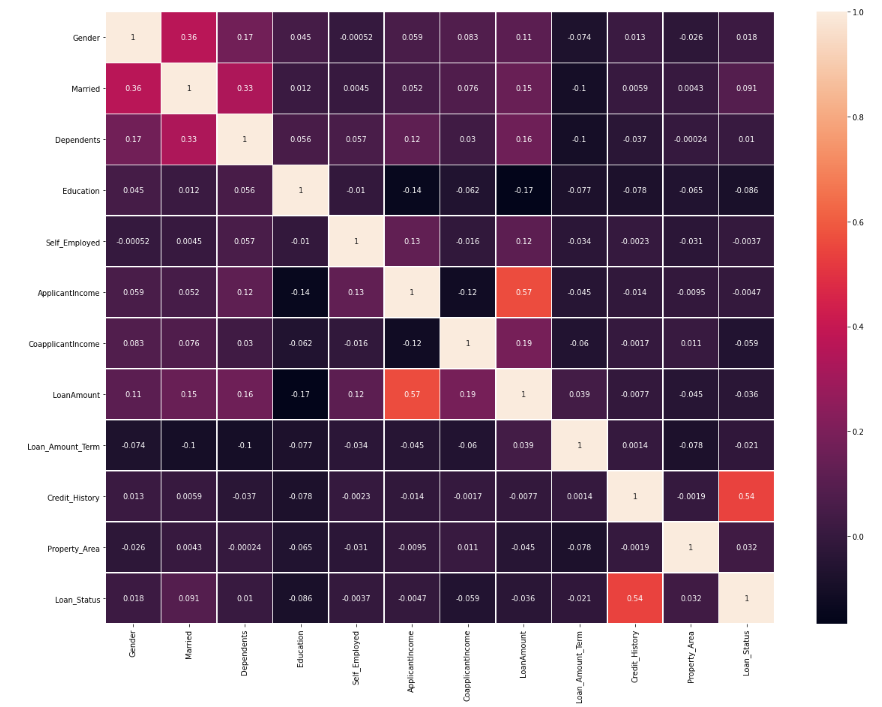 Gender 1 0.36 0.17 0.045 -0.00052 0.059 0.083 0.11 -0.074 0.013 -0.026 0.018
Married 0.36 1 0.33 0.012 0.0045 0.052 0.076 0.15 -0.1 0.0059 0.0043 0.091
Dependents 0.17 0.33 1 0.056 0.057 0.12 0.03 0.16 -0.1 -0.037 -0.00024 0.01
Education 0.045 0.012 0.056 1 -0.01 -0.14 -0.062 -0.17 -0.077 -0.078 -0.065 -0.086
Self_Employed -0.00052 0.0045 0.057 -0.01 1 0.13 -0.016 0.12 -0.034 -0.0023 -0.031 -0.0037
ApplicantIncome 0.059 0.052 0.12 -0.14 0.13 1 -0.12 0.57 -0.045 -0.014 -0.0095 -0.0047
CoapplicantIncome 0.083 0.076 0.03 -0.062 -0.016 -0.12 1 0.19 -0.06 -0.0017 0.011 -0.059
LoanAmount 0.11 0.15 0.16 -0.17 0.12 0.57 0.19 1 0.039 -0.0077 -0.045 -0.036
Loan_Amount_Term -0.074 -0.1 -0.1 -0.077 -0.034 -0.045 -0.06 0.039 1 0.0014 -0.078 -0.021
Credit_History 0.013 0.0059 -0.037 -0.078 -0.0023 -0.014 -0.0017 -0.0077 0.0014 1 -0.0019 0.54
Property_Area -0.026 0.0043 -0.00024 -0.065 -0.031 -0.0095 0.011 -0.045 -0.078 -0.0019 1 0.032
Loan_Status 0.018 0.091 0.01 -0.086 -0.0037 -0.0047 -0.059 -0.036 -0.021 0.54 0.032 1
Gender Married Dependents Education Self_Employed ApplicantIncome CoapplicantIncome LoanAmount Loan_Amount_Term Credit_History Property_Area Loan_Status
1.0
0.8
0.6
0.4
0.2
0.0